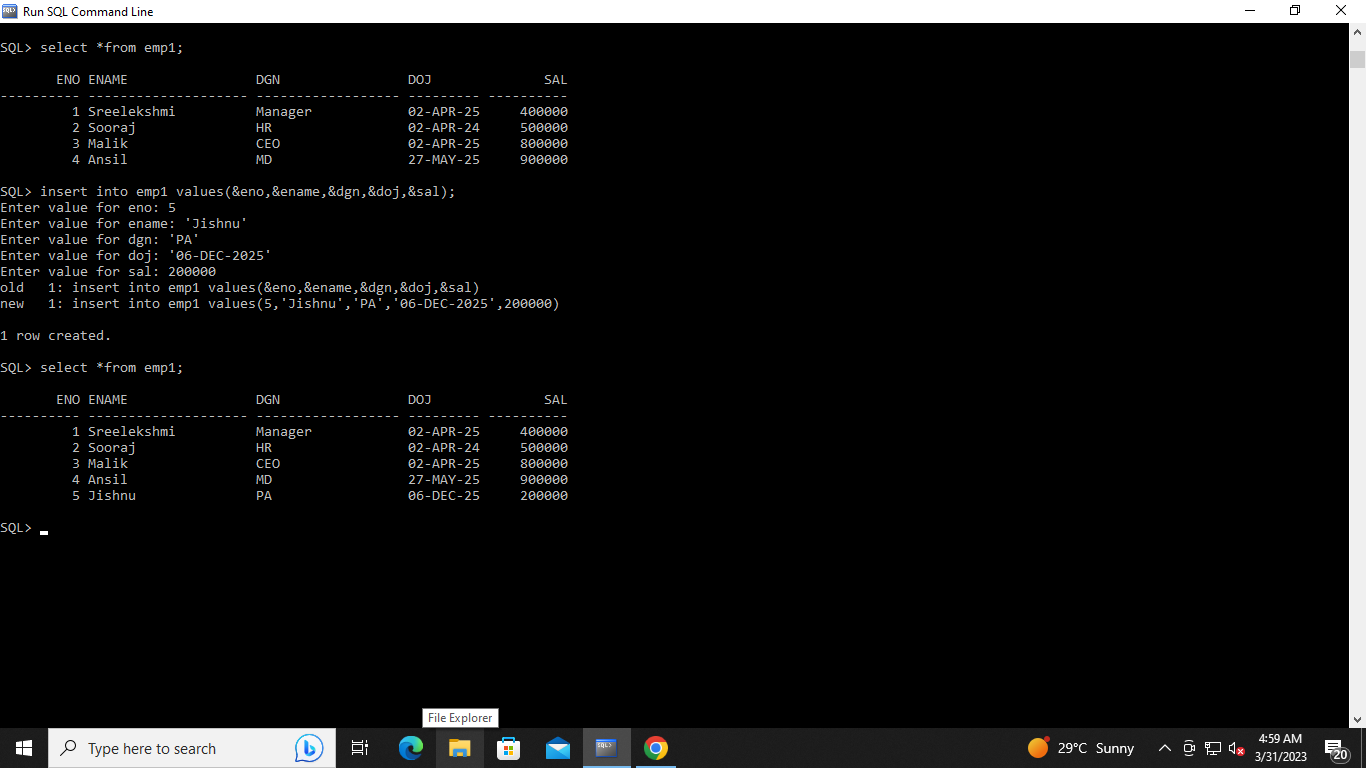 Run SQL Command Line
SQL> select *from emp1;
       ENO ENAME                DGN                DOJ              SAL
---------- -------------------- ------------------ --------- ----------
         1 Sreelekshmi          Manager            02-APR-25     400000
         2 Sooraj               HR                 02-APR-24     500000
         3 Malik                CEO                02-APR-25     800000
         4 Ansil                MD                 27-MAY-25     900000
SQL> insert into emp1 values(&eno,&ename,&dgn,&doj,&sal);
Enter value for eno: 5
Enter value for ename: 'Jishnu'
Enter value for dgn: 'PA'
Enter value for doj: '06-DEC-2025'
Enter value for sal: 200000
old   1: insert into emp1 values(&eno,&ename,&dgn,&doj,&sal)
new   1: insert into emp1 values(5,'Jishnu','PA','06-DEC-2025',200000)
1 row created.
SQL> select *from emp1;
       ENO ENAME                DGN                DOJ              SAL
---------- -------------------- ------------------ --------- ----------
         1 Sreelekshmi          Manager            02-APR-25     400000
         2 Sooraj               HR                 02-APR-24     500000
         3 Malik                CEO                02-APR-25     800000
         4 Ansil                MD                 27-MAY-25     900000
         5 Jishnu               PA                 06-DEC-25     200000
SQL>
File Explorer
Type here to search
SQL>
29°C Sunny
4:59 AM
3/31/2023
20